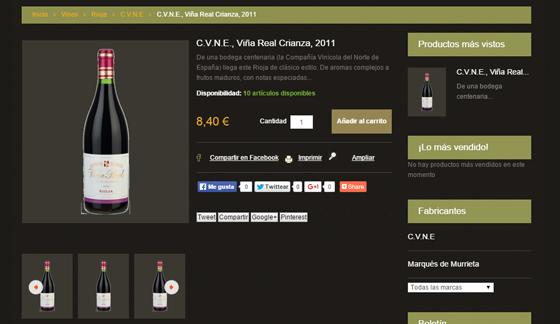 Inicio > Vinos > Rioja > C.V.N.E > C.V.N.E., Viña Real Crianza, 2011
C.V.N.E., Viña Real Crianza, 2011
De una bodega centenaria (la Compañía Vinícola del Norte de
España) llega este Rioja de clásico estilo. De aromas complejos a
frutos maduros, con notas especiadas...
Disponibilidad: 10 artículos disponibles
8,40 €
Cantidad
1
Añadir al carrito
Compartir en Facebook
Imprimir
Ampliar
Me gusta
0
Twittear
0
G+1
0
Share
Tweet
Compartir
Google+
Pinterest
Productos más vistos
C.V.N.E., Viña Real...
De una bodega
centenaria...
¡Lo más vendido!
No hay productos más vendidos en este
momento
Fabricantes
C.V.N.E
Marqués de Murrieta
Todas las marcas
Boletín